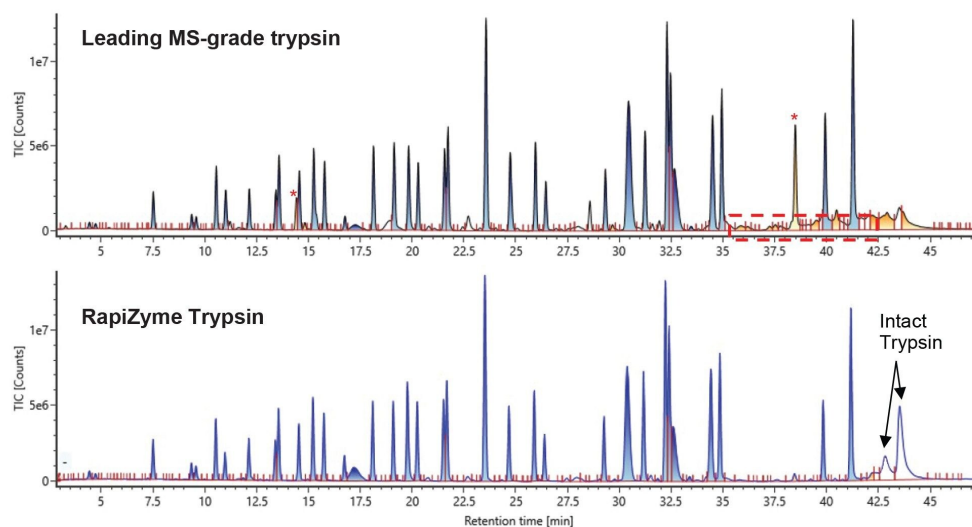 Leading MS-grade trypsin
TIC [Counts]
1e7
5e6
0
*
*
5 7.5 10 12.5 15 17.5 20 22.5 25 27.5 30 32.5 35 37.5 40 42.5 45
RapiZyme Trypsin
Intact
Trypsin
TIC [Counts]
1e7
5e6
0
5 7.5 10 12.5 15 17.5 20 22.5 25 27.5 30 32.5 35 37.5 40 42.5 45
Retention time [min]